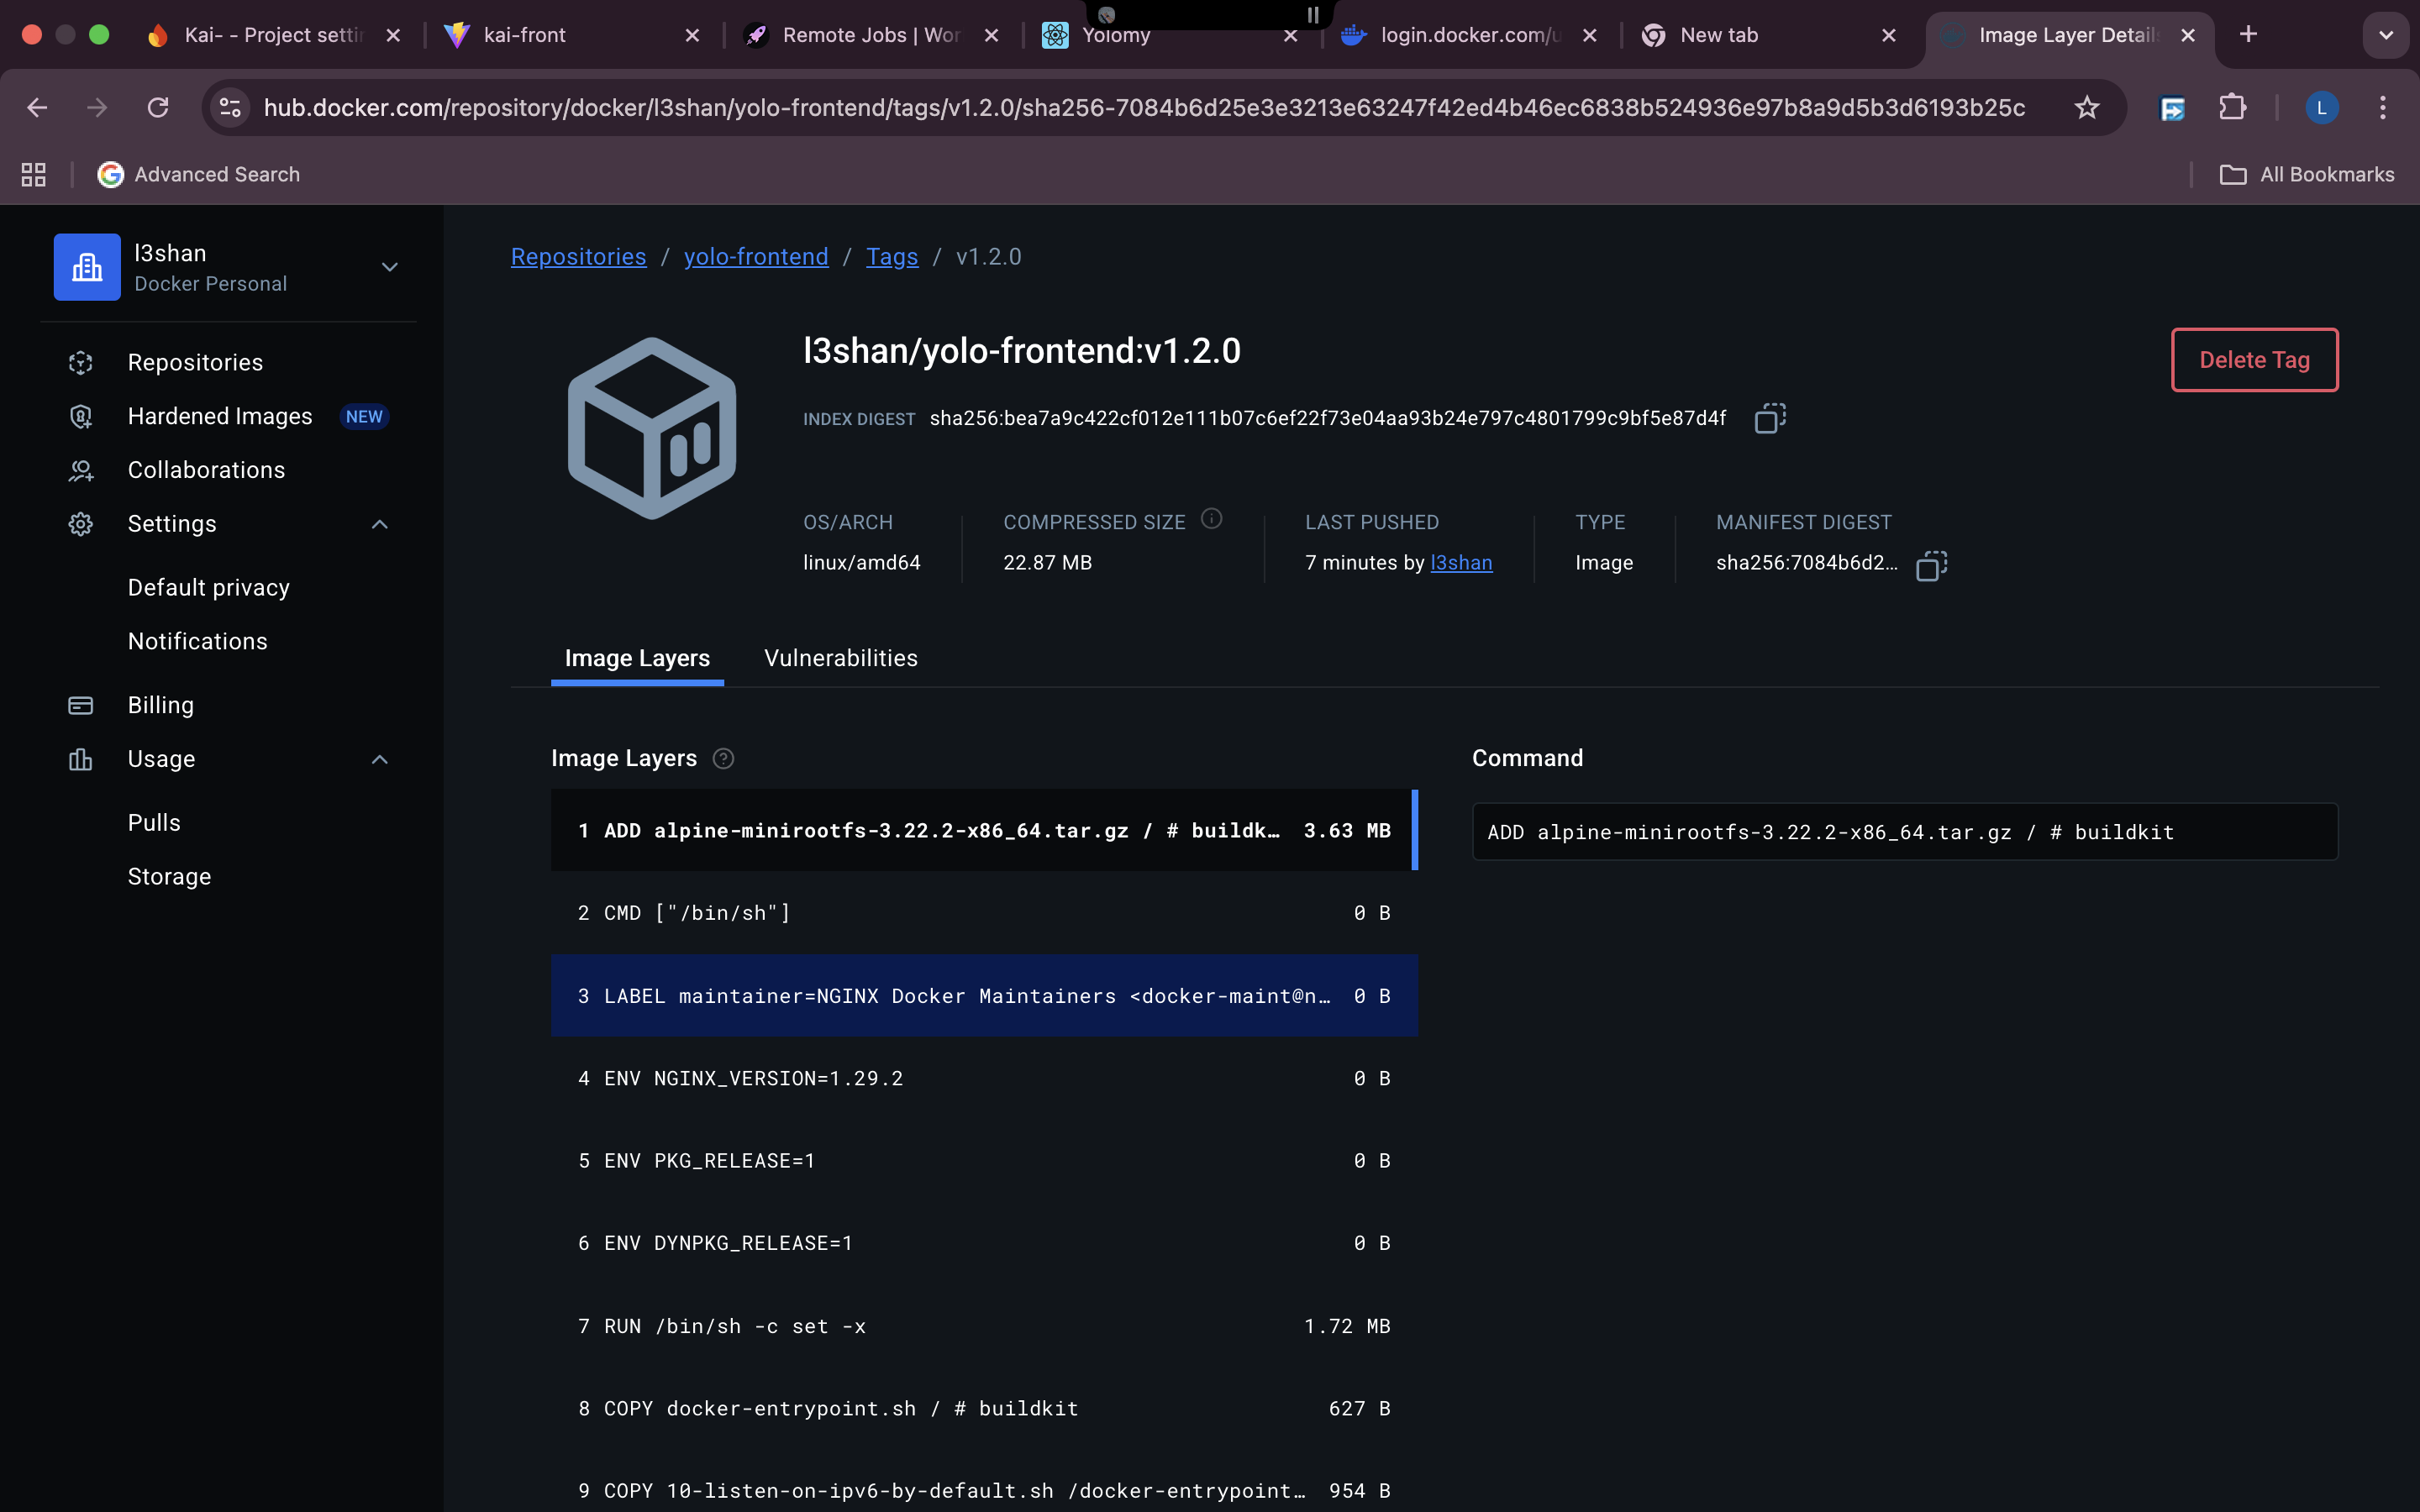 Kai- - Project settin
kai-front
Remote Jobs | Wor
Yolomy
login.docker.com/u
New tab
Image Layer Details
hub.docker.com/repository/docker/l3shan/yolo-frontend/tags/v1.2.0/sha256-7084b6d25e3e3213e63247f42ed4b46ec6838b524936e97b8a9d5b3d6193b25c
L
Advanced Search
All Bookmarks
l3shan
Docker Personal
Repositories
Hardened Images NEW
Collaborations
Settings
Default privacy
Notifications
Billing
Usage
Pulls
Storage
Repositories / yolo-frontend / Tags / v1.2.0
l3shan/yolo-frontend:v1.2.0
Delete Tag
INDEX DIGEST sha256:bea7a9c422cf012e111b07c6ef22f73e04aa93b24e797c4801799c9bf5e87d4f
OS/ARCH
linux/amd64
COMPRESSED SIZE
22.87 MB
LAST PUSHED
7 minutes by l3shan
TYPE
Image
MANIFEST DIGEST
sha256:7084b6d2...
Image Layers
Vulnerabilities
Image Layers
1 ADD alpine-minirootfs-3.22.2-x86_64.tar.gz / # buildk... 3.63 MB
2 CMD ["/bin/sh"] 0 B
3 LABEL maintainer=NGINX Docker Maintainers <docker-maint@n... 0 B
4 ENV NGINX_VERSION=1.29.2 0 B
5 ENV PKG_RELEASE=1 0 B
6 ENV DYNPKG_RELEASE=1 0 B
7 RUN /bin/sh -c set -x 1.72 MB
8 COPY docker-entrypoint.sh / # buildkit 627 B
9 COPY 10-listen-on-ipv6-by-default.sh /docker-entrypoint... 954 B
Command
ADD alpine-minirootfs-3.22.2-x86_64.tar.gz / # buildkit